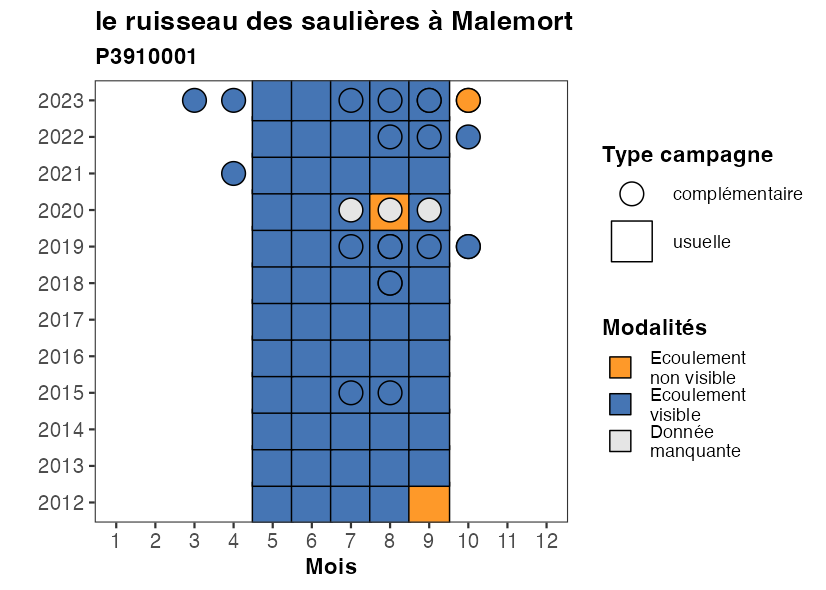 le ruisseau des saulières à Malemort
P3910001
2023
2022
2021
2020
2019
2018
2017
2016
2015
2014
2013
2012
1 2 3 4 5 6 7 8 9 10 11 12
Mois
Type campagne
complémentaire
usuelle
Modalités
Ecoulement
non visible
Ecoulement
visible
Donnée
manquante